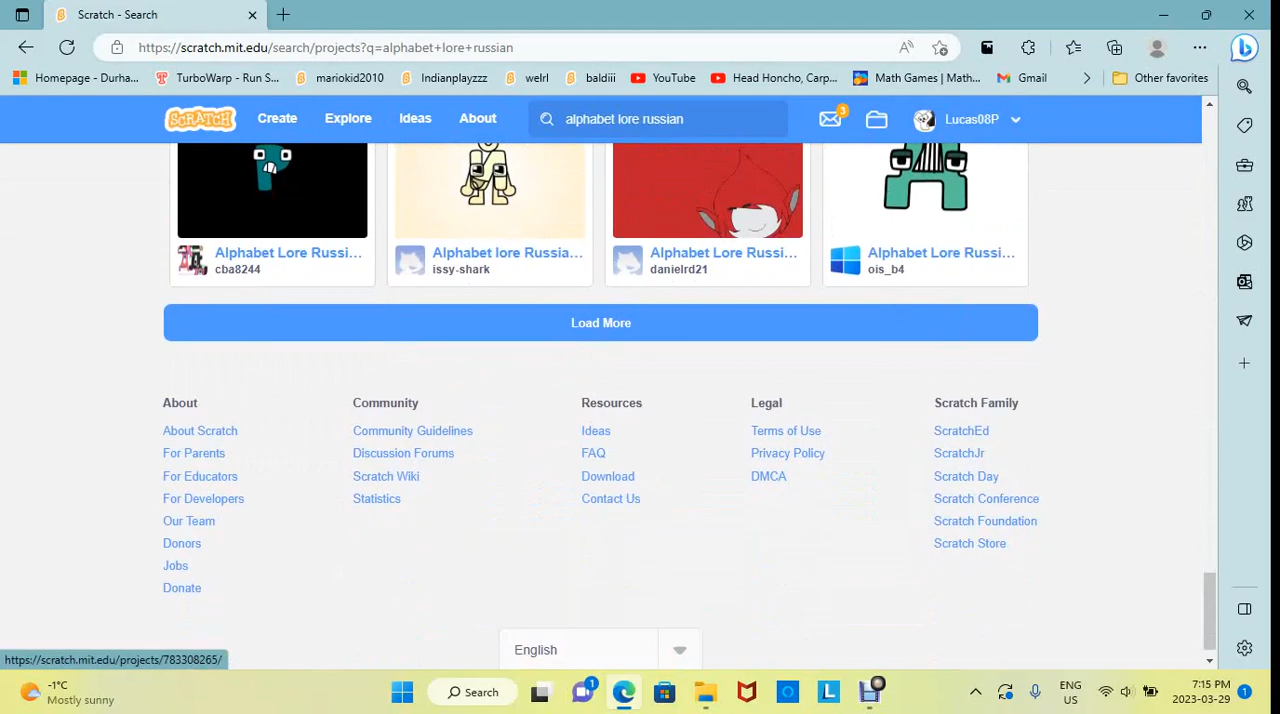 Scratch - Search
https://scratch.mit.edu/search/projects?q=alphabet+lore+russian
Homepage - Durha... TurboWarp - Run S... mariokid2010 Indianplayzzz welrl baldiii YouTube Head Honcho, Carp... Math Games | Math... Gmail Other favorites
SCRATCH Create Explore Ideas About alphabet lore russian 3 Lucas08P
Alphabet Lore Russi... Alphabet lore Russia... Alphabet Lore Russi... Alphabet Lore Russi...
cba8244 issy-shark danielrd21 ois_b4
Load More
About Community Resources Legal Scratch Family
About Scratch Community Guidelines Ideas Terms of Use ScratchEd
For Parents Discussion Forums FAQ Privacy Policy ScratchJr
For Educators Scratch Wiki Download DMCA Scratch Day
For Developers Statistics Contact Us Scratch Conference
Our Team Scratch Foundation
Donors Scratch Store
Jobs
Donate
English
https://scratch.mit.edu/projects/783308265/
-1°C
Mostly sunny
Search
1
L
ENG
US
7:15 PM
2023-03-29
1